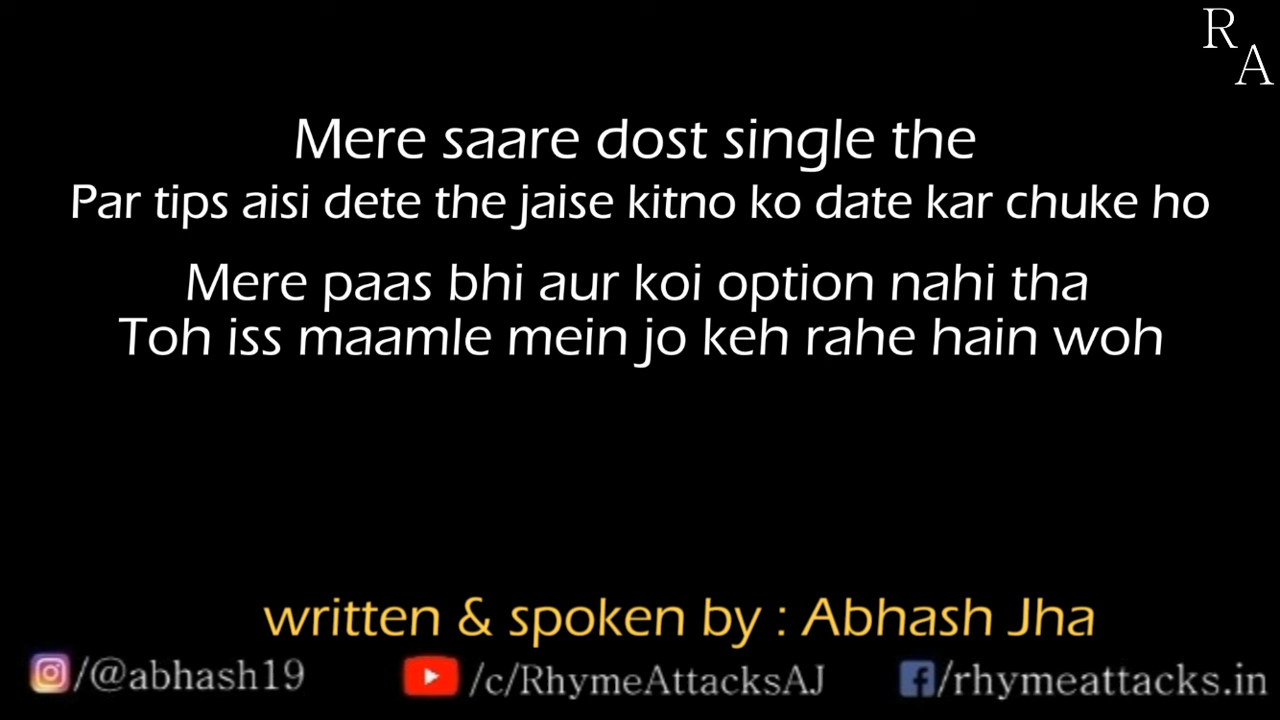 R
A
Mere saare dost single the
Par tips aisi dete the jaise kitno ko date kar chuke ho
Mere paas bhi aur koi option nahi tha
Toh iss maamle mein jo keh rahe hain woh
written & spoken by : Abhash Jha
/@abhash19 /c/RhymeAttacksAJ /rhymeattacks.in